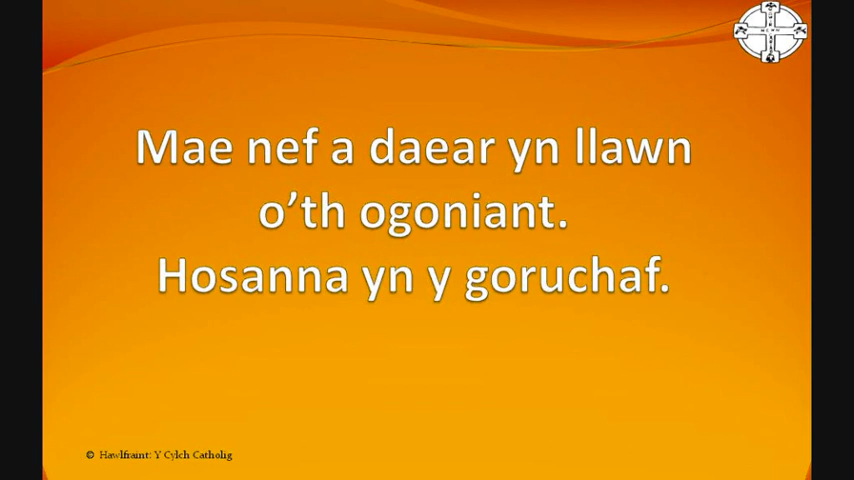 Mae nef a daear yn llawn
o’th ogoniant.
Hosanna yn y goruchaf.
© Hawlfraint: Y Cylch Catholig